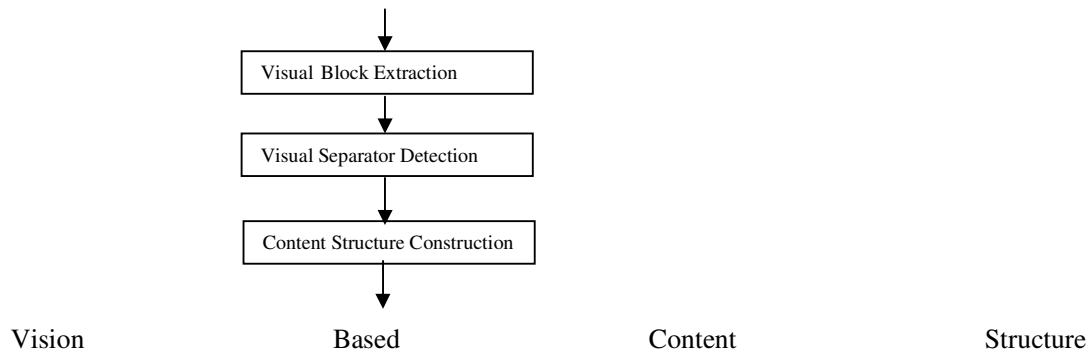 Visual Block Extraction
Visual Separator Detection
Content Structure Construction
Vision Based Content Structure